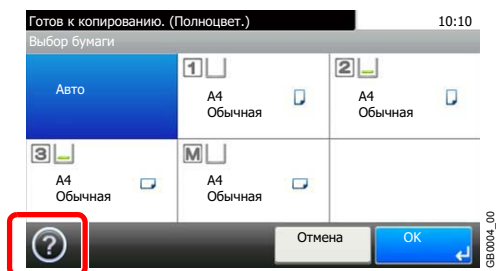 Готов к копированию. (Полноцвет.) 10:10
Выбор бумаги
Авто
1
A4
Обычная
2
A4
Обычная
3
A4
Обычная
M
A4
Обычная
?
Отмена
OK
GB0004_00